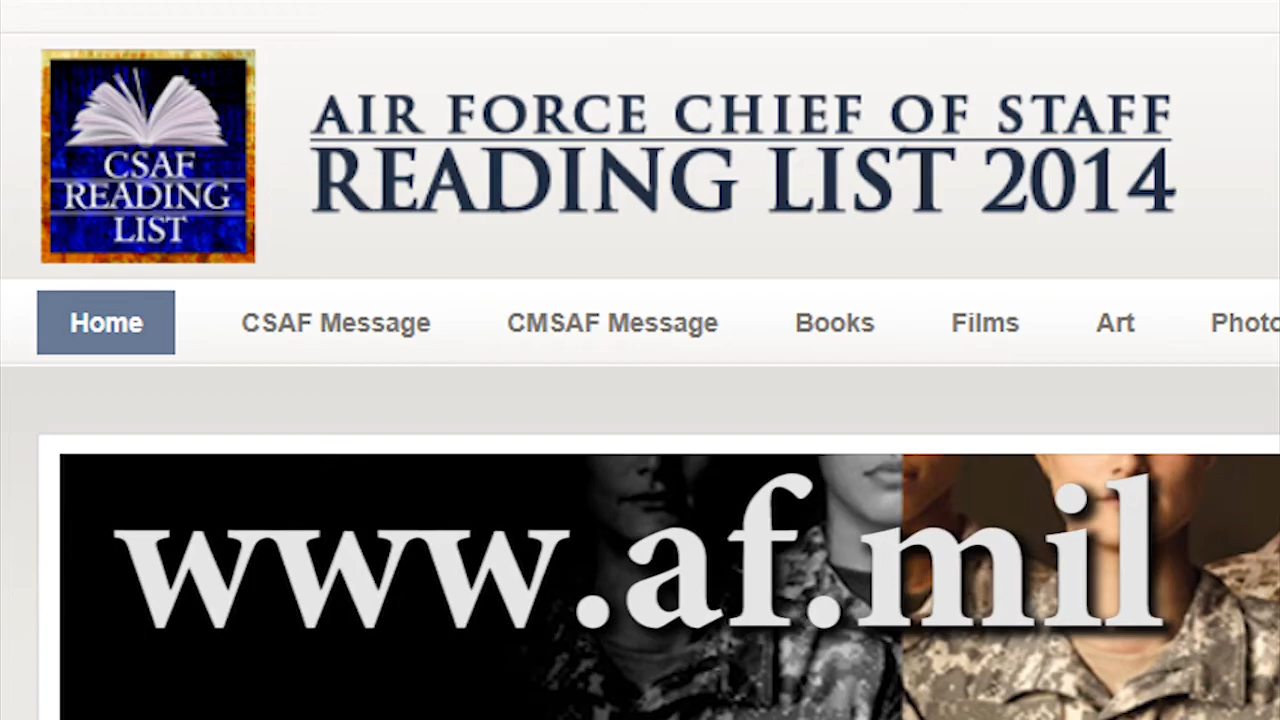 CSAF
READING
LIST
AIR FORCE CHIEF OF STAFF
READING LIST 2014
Home CSAF Message CMSAF Message Books Films Art Photo
www.af.mil